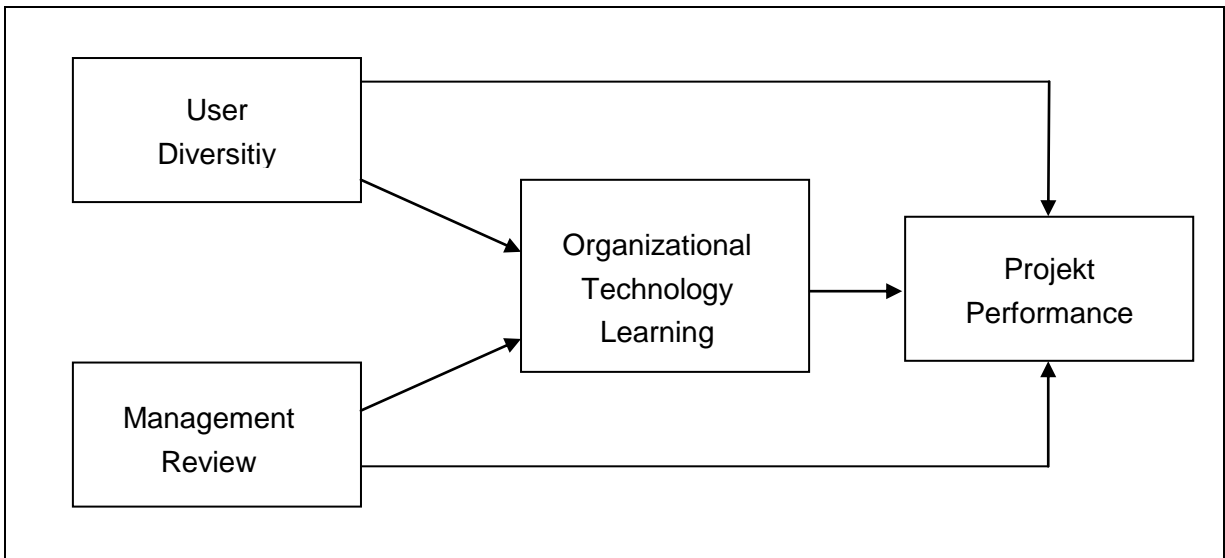 User
Diversitiy
Organizational
Technology
Learning
Projekt
Performance
Management
Review